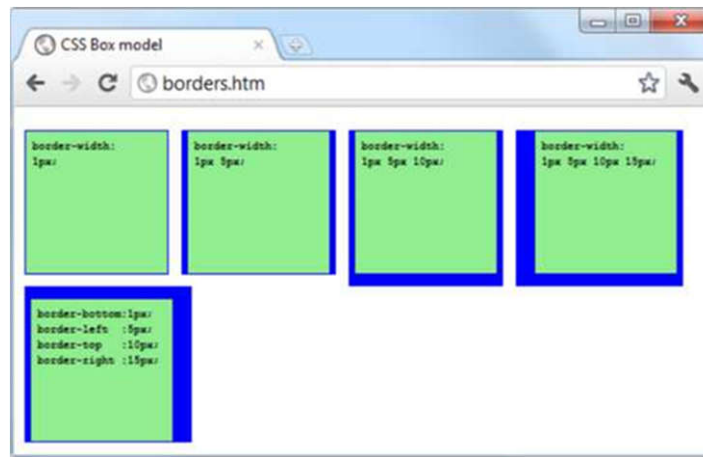 CSS Box model
borders.htm
border-width:
1px;
border-width:
1px 5px;
border-width:
1px 5px 10px;
border-width:
1px 5px 10px 15px;
border-bottom:1px;
border-left :5px;
border-top :10px;
border-right :15px;